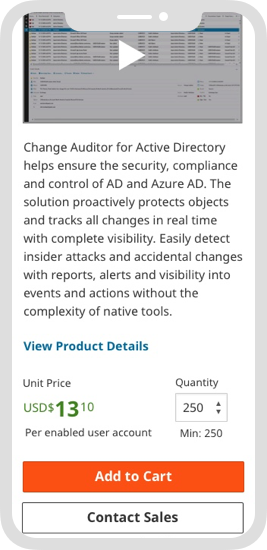 Change Auditor for Active Directory
helps ensure the security, compliance
and control of AD and Azure AD. The
solution proactively protects objects
and tracks all changes in real time
with complete visibility. Easily detect
insider attacks and accidental changes
with reports, alerts and visibility into
events and actions without the
complexity of native tools.
View Product Details
Unit Price Quantity
USD$1310 250
Per enabled user account Min: 250
Add to Cart
Contact Sales